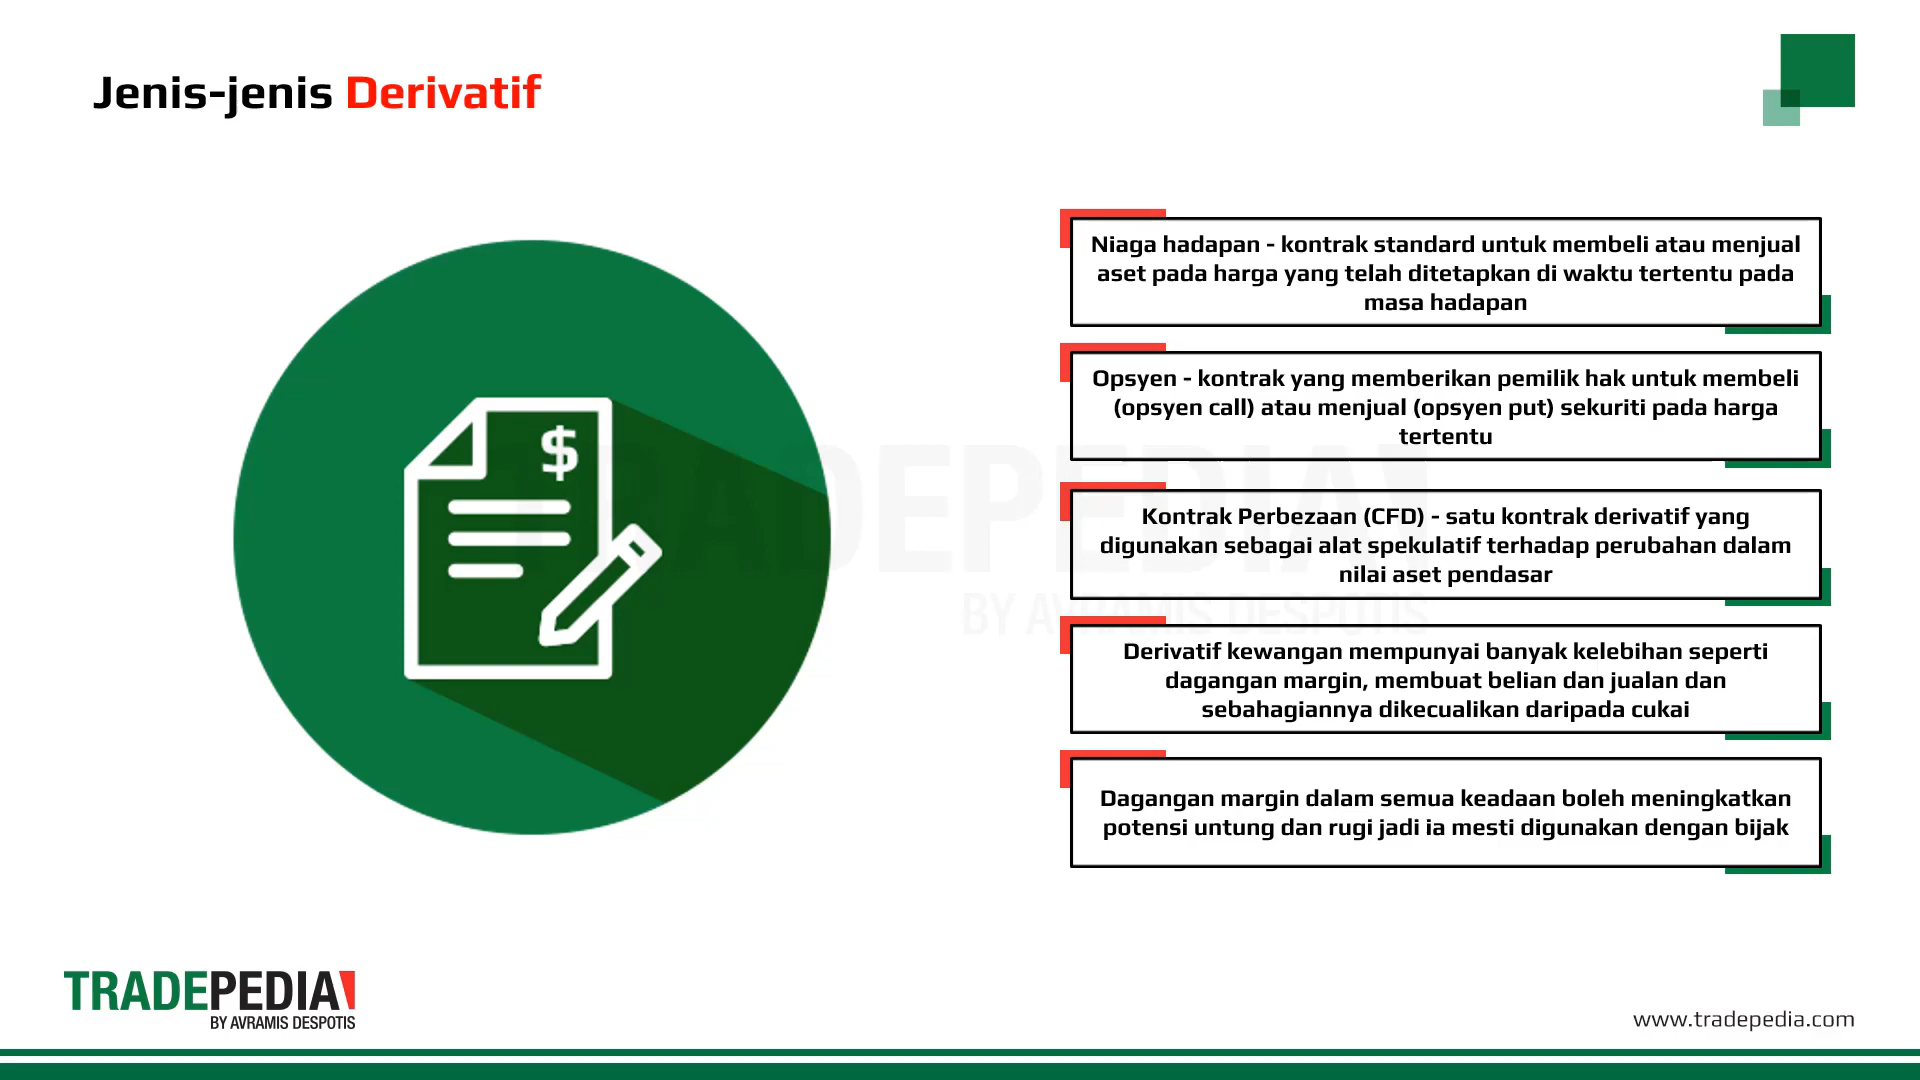 Jenis-jenis Derivatif
Niaga hadapan - kontrak standard untuk membeli atau menjual
aset pada harga yang telah ditetapkan di waktu tertentu pada
masa hadapan
Opsyen - kontrak yang memberikan pemilik hak untuk membeli
(opsyen call) atau menjual (opsyen put) sekuriti pada harga
tertentu
Kontrak Perbezaan (CFD) - satu kontrak derivatif yang
digunakan sebagai alat spekulatif terhadap perubahan dalam
nilai aset pendasar
Derivatif kewangan mempunyai banyak kelebihan seperti
dagangan margin, membuat belian dan jualan dan
sebahagiannya dikecualikan daripada cukai
Dagangan margin dalam semua keadaan boleh meningkatkan
potensi untung dan rugi jadi ia mesti digunakan dengan bijak
$
TRADEPEDIA
BY AVRAMIS DESPOTIS
TRADEPEDIA
BY AVRAMIS DESPOTIS
www.tradepedia.com